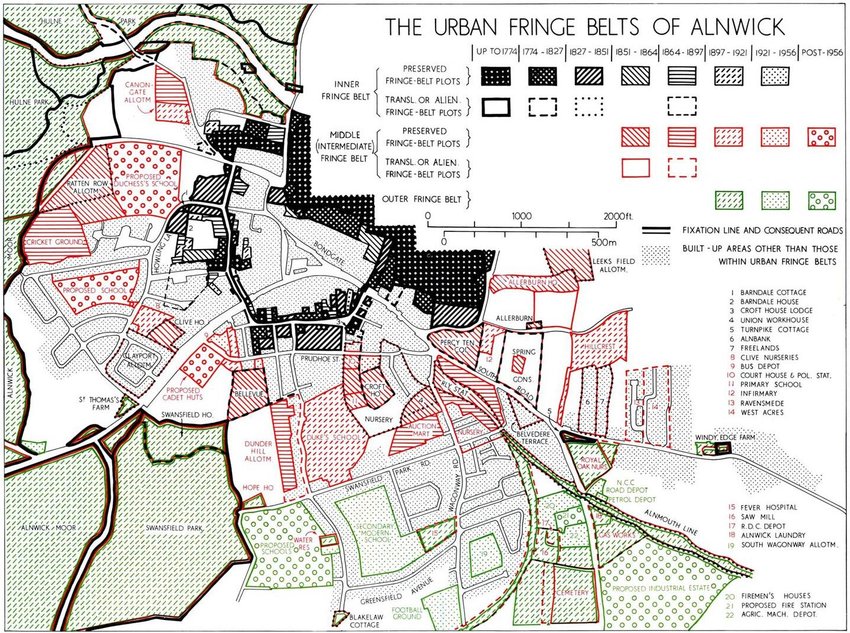 THE URBAN FRINGE BELTS OF ALNWICK
UP TO 1774
1774 - 1827
1827 - 1851
1851 - 1864
1864 - 1897
1897 - 1921
1921 - 1956
POST-1956
INNER
FRINGE BELT
PRESERVED
FRINGE-BELT PLOTS
TRANSL. OR ALIEN.
FRINGE-BELT PLOTS
MIDDLE
(INTERMEDIATE)
FRINGE BELT
PRESERVED
FRINGE-BELT PLOTS
TRANSL. OR ALIEN.
FRINGE-BELT PLOTS
OUTER FRINGE BELT
0 1000 2000 ft.
0 500m
FIXATION LINE AND CONSEQUENT ROADS
BUILT-UP AREAS OTHER THAN THOSE
WITHIN URBAN FRINGE BELTS
1 BARNDALE COTTAGE
2 BARNDALE HOUSE
3 CROFT HOUSE LODGE
4 UNION WORKHOUSE
5 TURNPIKE COTTAGE
6 ALNBANK
7 FREELANDS
8 CLIVE NURSERIES
9 BUS DEPOT
10 COURT HOUSE & POL. STAT.
11 PRIMARY SCHOOL
12 INFIRMARY
13 RAVENSMEDE
14 WEST ACRES
15 FEVER HOSPITAL
16 SAW MILL
17 R.D.C. DEPOT
18 ALNWICK LAUNDRY
19 SOUTH WAGONWAY ALLOTM.
20 FIREMEN'S HOUSES
21 PROPOSED FIRE STATION
22 AGRIC. MACH. DEPOT.
HULNE PARK
HULNE PARK
CANON-
GATE
ALLOTM
RATTEN ROW
ALLOTM.
PROPOSED
DUCHESS'S SCHOOL
CRICKET GROUND
MOOR
ALNWICK
HOWLING LA.
BONDGATE
PROPOSED SCHOOL
CLIVE HO.
CLAYPORT
ALLOTM
PROPOSED
CADET HUTS
PRUDHOE ST
ST THOMAS'S
FARM
SWANSFIELD HO.
BELLEVUE
CROFT
HO.
NURSERY
LEEKS FIELD
ALLOTM.
ALLERBURN HO.
ALLERBURN
PERCY TEN.
SPRING
GDNS
HILLCREST
RLY. STAT.
SOUTH ROAD
BELVEDERE
TERRACE
AUCTION
MART
NURSERY
DUKE'S SCHOOL
DUNDER
HILL
ALLOTM
HOPE HO.
SWANSFIELD PARK RD
WAGONWAY RD
WINDY EDGE FARM
ROYAL
OAK NURS.
N.C.C.
ROAD DEPOT
PETROL DEPOT
ALNMOUTH LINE
GAS WORKS
ALNWICK - MOOR
SWANSFIELD PARK
PROPOSED
SCHOOLS
WATER
RES.
SECONDARY
MODERN
SCHOOL
GREENSFIELD AVENUE
FOOTBALL
GROUND
BLAKELAW
COTTAGE
CEMETERY
PROPOSED INDUSTRIAL ESTATE